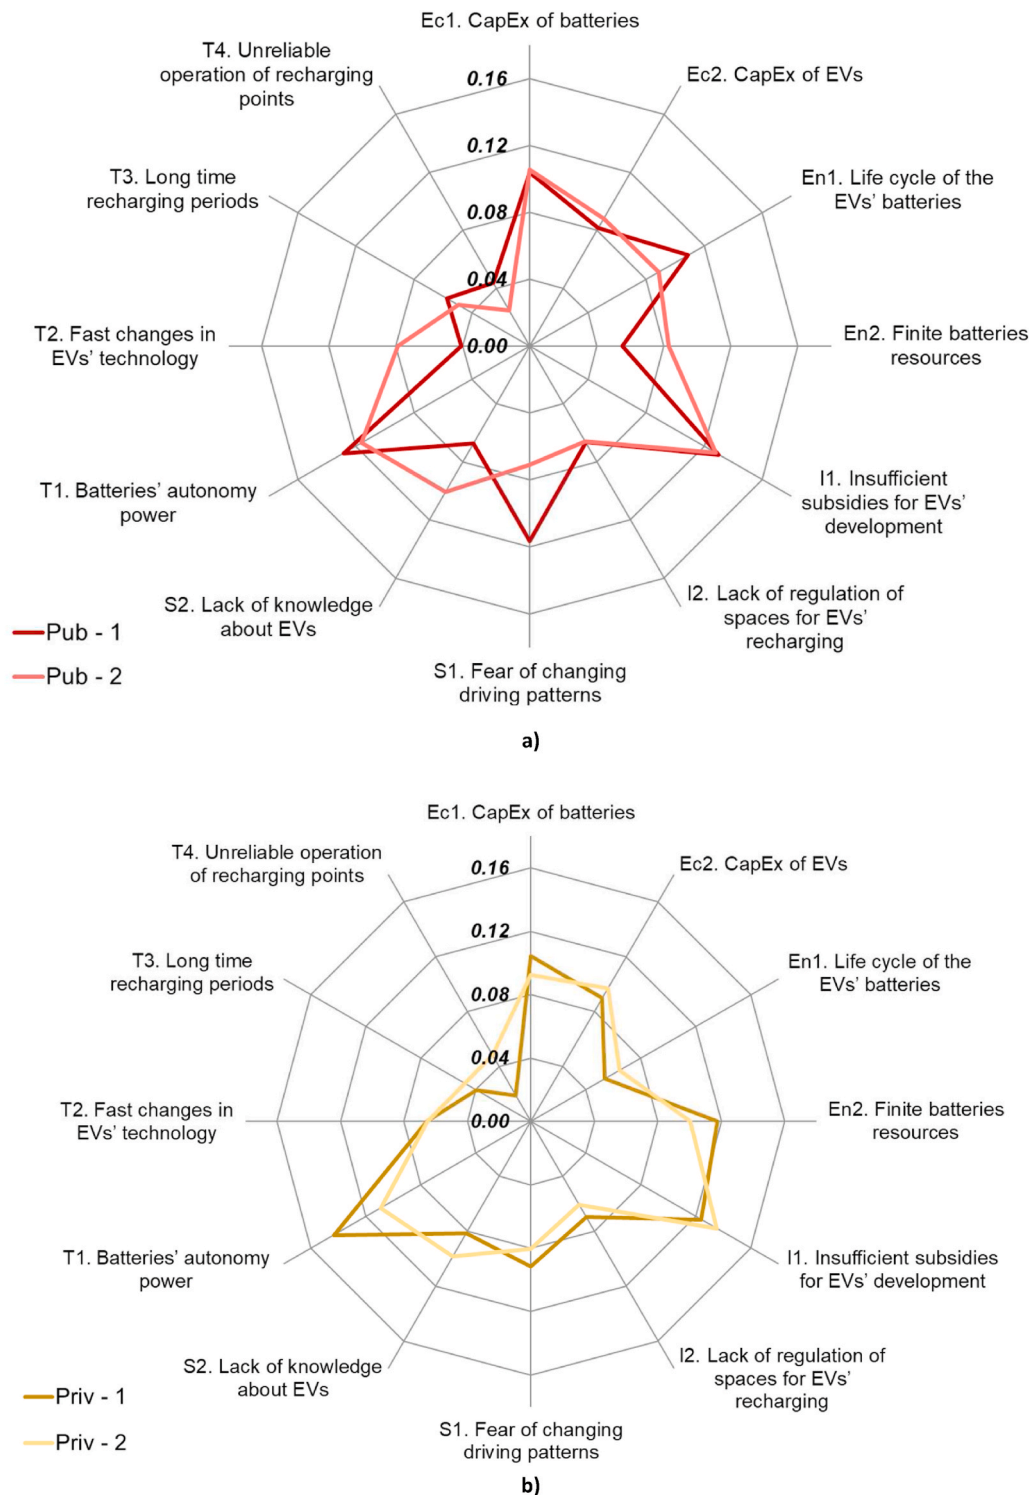 Ec1. CapEx of batteries
T4. Unreliable
operation of recharging
points
Ec2. CapEx of EVs
0.16
0.12
T3. Long time
recharging periods
En1. Life cycle of the
EVs’ batteries
0.08
0.04
T2. Fast changes in
EVs’ technology
0.00
En2. Finite batteries
resources
T1. Batteries’ autonomy
power
I1. Insufficient
subsidies for EVs’
development
S2. Lack of knowledge
about EVs
I2. Lack of regulation of
spaces for EVs’
recharging
Pub - 1
Pub - 2
S1. Fear of changing
driving patterns
a)
Ec1. CapEx of batteries
T4. Unreliable operation
of recharging points
Ec2. CapEx of EVs
0.16
0.12
T3. Long time
recharging periods
En1. Life cycle of the
EVs’ batteries
0.08
0.04
T2. Fast changes in
EVs’ technology
0.00
En2. Finite batteries
resources
T1. Batteries’ autonomy
power
I1. Insufficient subsidies
for EVs’ development
S2. Lack of knowledge
about EVs
I2. Lack of regulation of
spaces for EVs’
recharging
Priv - 1
Priv - 2
S1. Fear of changing
driving patterns
b)